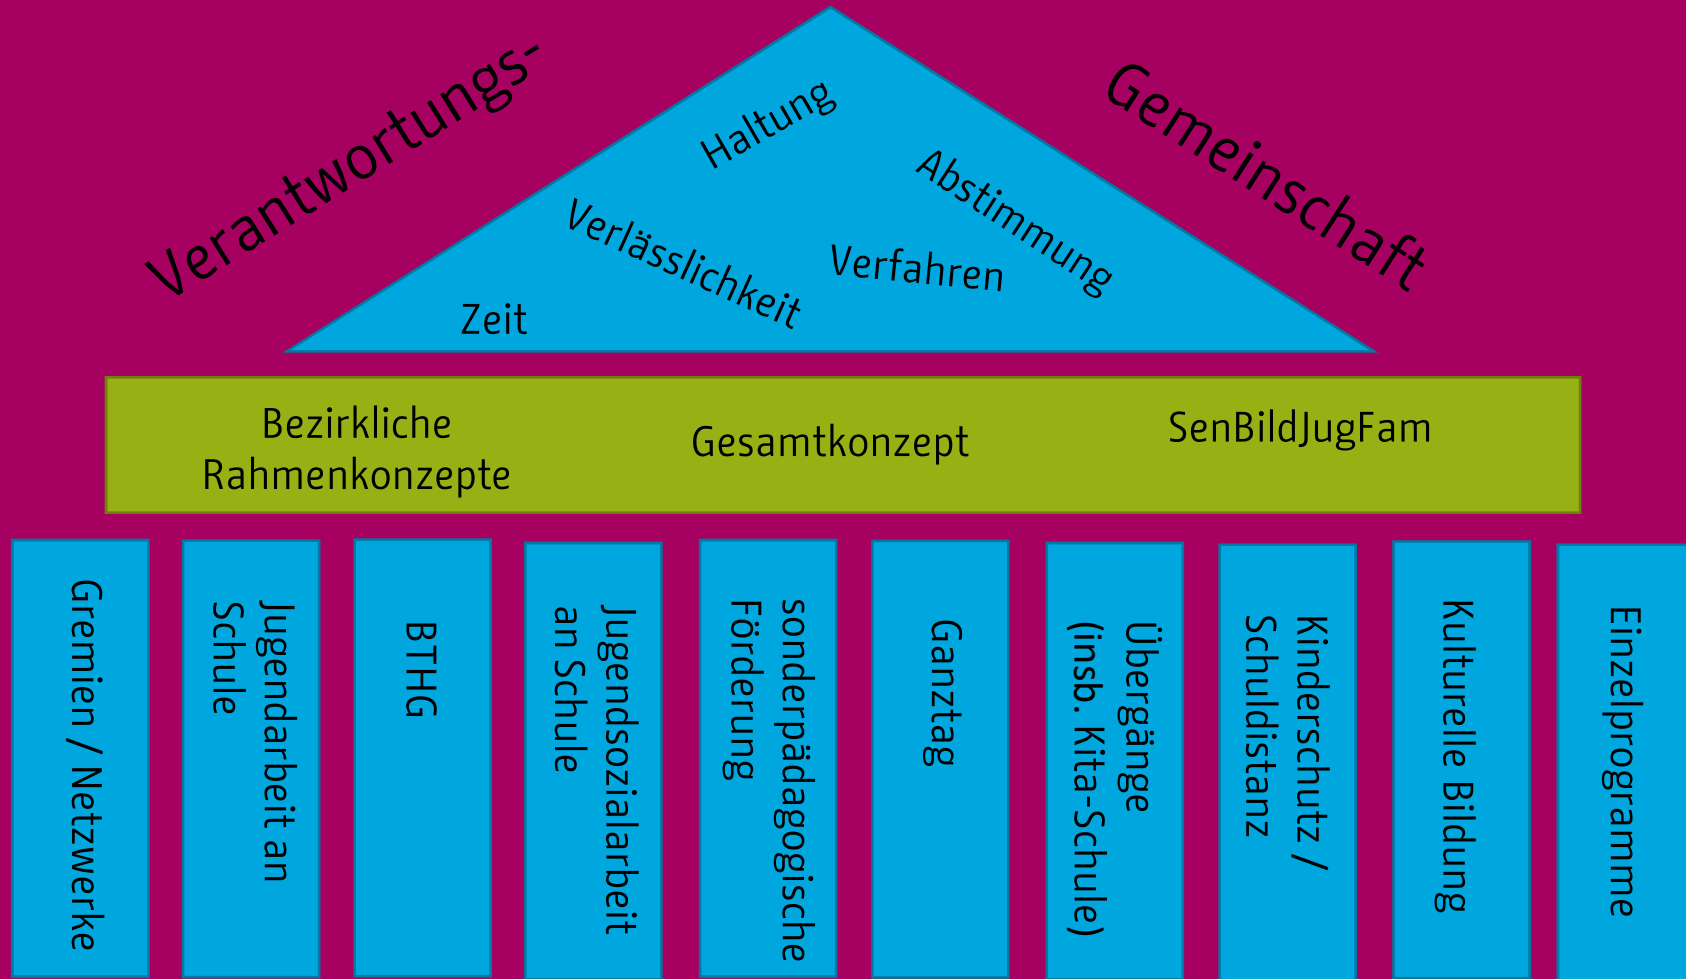 Verantwortungs-
Gemeinschaft
Haltung
Abstimmung
Verlässlichkeit
Verfahren
Zeit
Bezirkliche
Rahmenkonzepte
Gesamtkonzept
SenBildJugFam
Gremien / Netzwerke
Jugendarbeit an
Schule
BTHG
Jugendsozialarbeit
an Schule
sonderpädagogische
Förderung
Ganztag
Übergänge
(insb. Kita-Schule)
Kinderschutz /
Schuldistanz
Kulturelle Bildung
Einzelprogramme